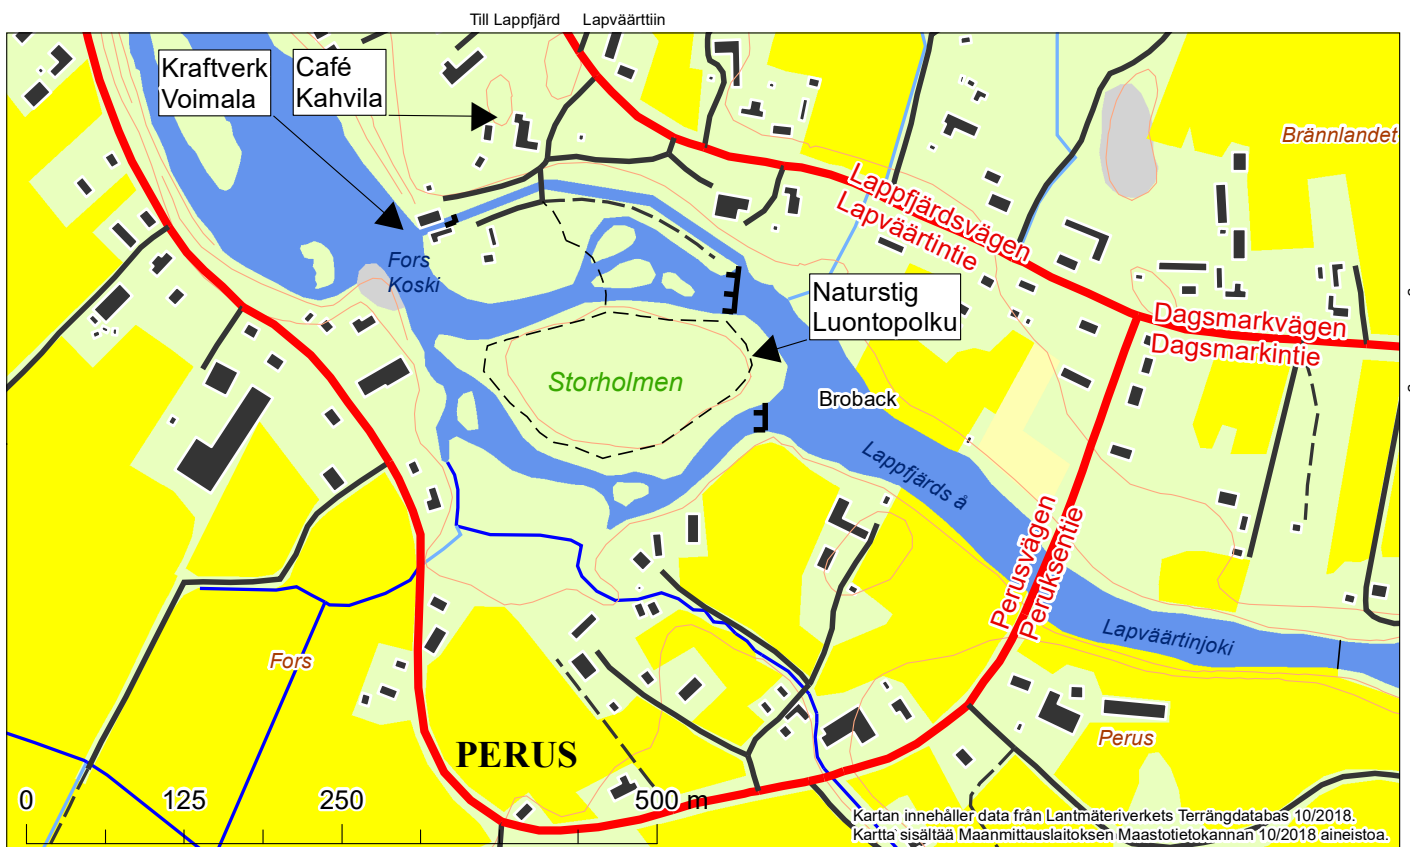 Till Lappfjärd Lapväärttiin
Kraftverk
Voimala
Café
Kahvila
Brännlandet
Lappfjärdsvägen
Lapväärtintie
Fors
Koski
Naturstig
Luontopolku
Dagsmarkvägen
Dagsmarkintie
Storholmen
Broback
Lappfjärds å
Perusvägen
Peruksentie
Lapväärtinjoki
Fors
Perus
PERUS
0 125 250 500 m
Kartan innehåller data från Lantmäteriverkets Terrängdatabas 10/2018.
Kartta sisältää Maanmittauslaitoksen Maastotietokannan 10/2018 aineistoa.